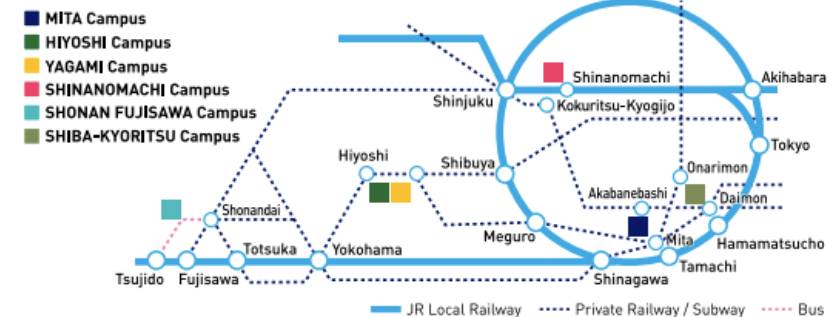 MITA Campus
HIYOSHI Campus
YAGAMI Campus
SHINANOMACHI Campus
SHONAN FUJISAWA Campus
SHIBA-KYORITSU Campus
Shinanomachi
Akihabara
Shinjuku
Kokuritsu-Kyogijo
Tokyo
Hiyoshi
Shibuya
Onarimon
Akabanebashi
Daimon
Shonandai
Meguro
Mita
Hamamatsucho
Totsuka
Yokohama
Tsujido
Fujisawa
Shinagawa
Tamachi
JR Local Railway
Private Railway / Subway
Bus